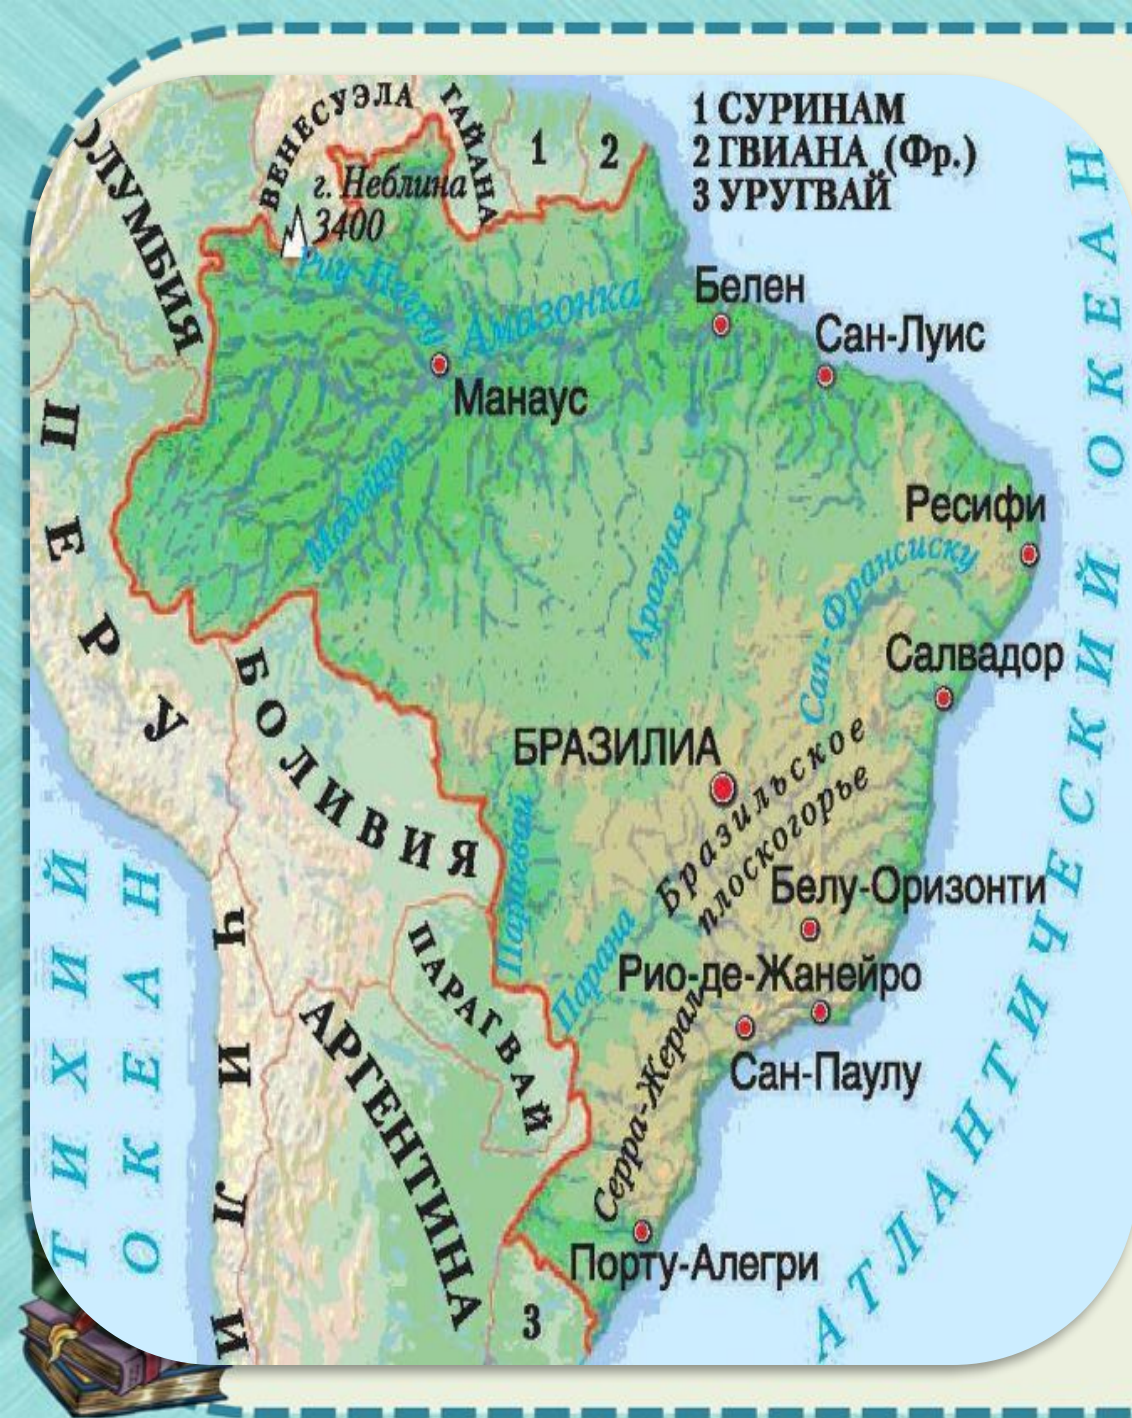 1 СУРИНАМ
2 ГВИАНА (Фр.)
3 УРУГВАЙ
ВЕНЕСУЭЛА
ГАЙАНА
1
2
г. Неблина
3400
ОЛУМБИЯ
Риу-Негру
Амазонка
Белен
Сан-Луис
Манаус
ПЕРУ
Мадейра
Арагуая
Ресифи
Сан-Франсиску
Салвадор
БОЛИВИЯ
БРАЗИЛИА
Бразильское
плоскогорье
Парагвай
Белу-Оризонти
Парана
Рио-де-Жанейро
ПАРАГВАЙ
Сан-Паулу
Серра-Жерал
АРГЕНТИНА
ЧИЛИ
Порту-Алегри
3
ТИХИЙ
ОКЕАН
АТЛАНТИЧЕСКИЙ ОКЕАН